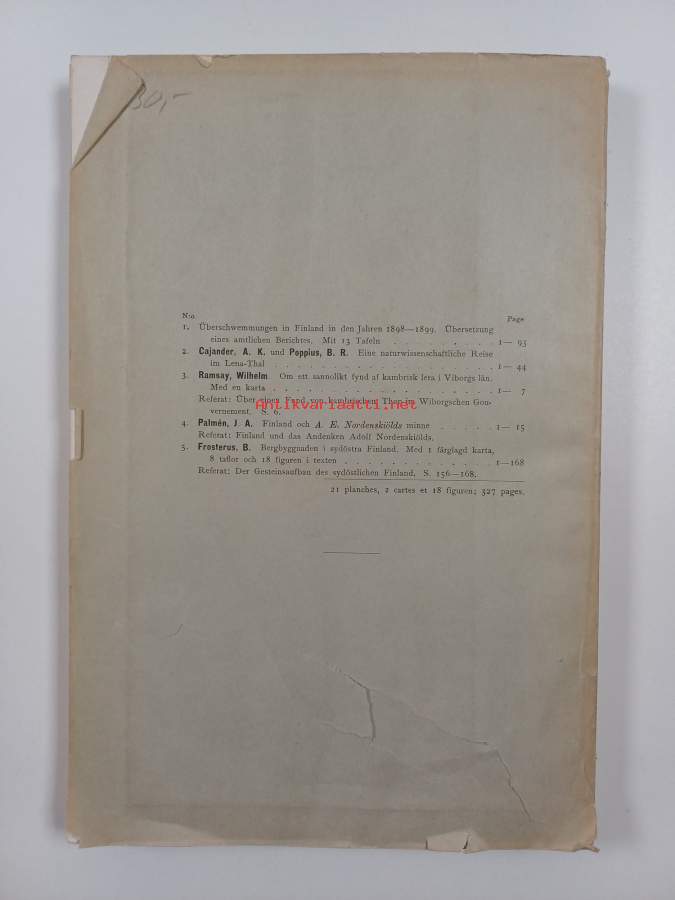 30,-
N:o Page
1. Überschwemmungen in Finland in den Jahren 1898—1899. Übersetzung
eines amtlichen Berichtes. Mit 13 Tafeln . . . . . . . . . 1— 93
2. Cajander, A. K. und Poppius, B. R. Eine naturwissenschaftliche Reise
im Lena-Thal . . . . . . . . . . . . . . . . . 1— 44
3. Ramsay, Wilhelm. Om ett sannolikt fynd af kambrisk lera i Viborgs län.
Med en karta . . . . . . . . . . . . . . . . . 1— 7
Antikvariaatti.net
Referat: Über einen Fund von kambrischen Thon im Wiborgschen Gou-
vernement. S. 6.
4. Palmén, J. A. Finland och A. E. Nordenskiölds minne . . . . . 1— 15
Referat: Finland und das Andenken Adolf Nordenskiölds.
5. Frosterus, B. Bergbyggnaden i sydöstra Finland. Med 1 färglagd karta,
8 taflor och 18 figurer i texten . . . . . . . . . . . . 1—168
Referat: Der Gesteinsaufbau des südöstlichen Finland. S. 156—168.
21 planches, 2 cartes et 18 figuren; 327 pages.